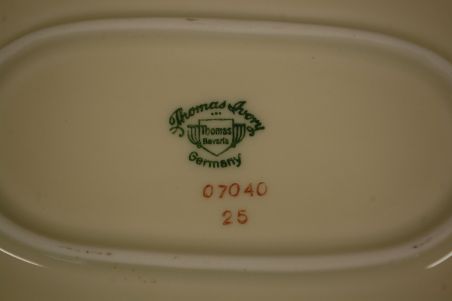 Thomas Ivory
Thomas
Bavaria
Germany
07040
25